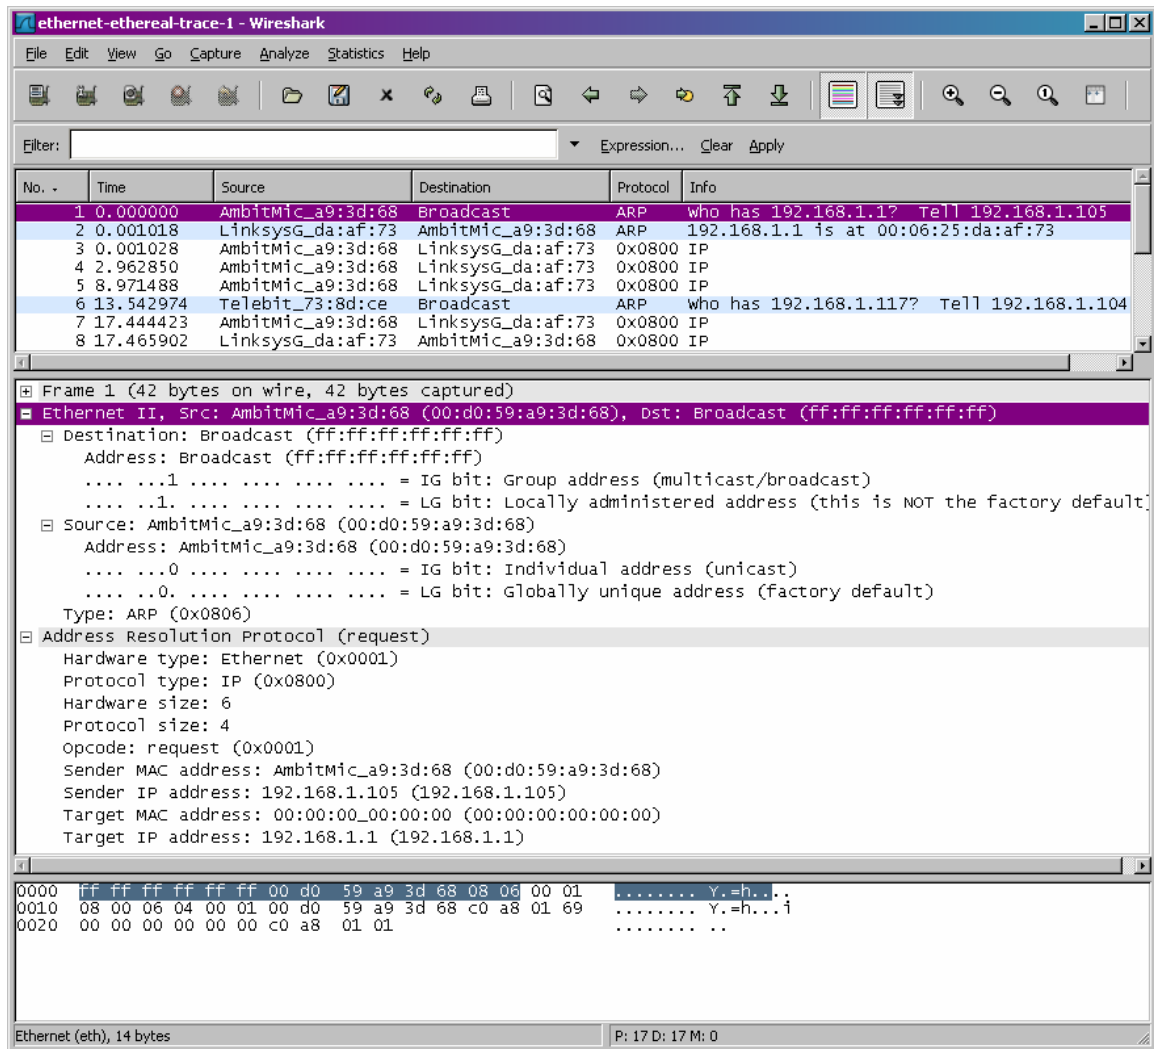 ethernet-ethereal-trace-1 - Wireshark
File Edit View Go Capture Analyze Statistics Help
Filter: Expression... Clear Apply
No. - Time Source Destination Protocol Info
1 0.000000 AmbitMic_a9:3d:68 Broadcast ARP who has 192.168.1.1? Tell 192.168.1.105
2 0.001018 LinksysG_da:af:73 AmbitMic_a9:3d:68 ARP 192.168.1.1 is at 00:06:25:da:af:73
3 0.001028 AmbitMic_a9:3d:68 LinksysG_da:af:73 0x0800 IP
4 2.962850 AmbitMic_a9:3d:68 LinksysG_da:af:73 0x0800 IP
5 8.971488 AmbitMic_a9:3d:68 LinksysG_da:af:73 0x0800 IP
6 13.542974 Telebit_73:8d:ce Broadcast ARP who has 192.168.1.117? Tell 192.168.1.104
7 17.444423 AmbitMic_a9:3d:68 LinksysG_da:af:73 0x0800 IP
8 17.465902 LinksysG_da:af:73 AmbitMic_a9:3d:68 0x0800 IP
Frame 1 (42 bytes on wire, 42 bytes captured)
Ethernet II, Src: AmbitMic_a9:3d:68 (00:d0:59:a9:3d:68), Dst: Broadcast (ff:ff:ff:ff:ff:ff)
Destination: Broadcast (ff:ff:ff:ff:ff:ff)
Address: Broadcast (ff:ff:ff:ff:ff:ff)
.... ...1 .... .... .... .... = IG bit: Group address (multicast/broadcast)
.... ..1. .... .... .... .... = LG bit: Locally administered address (this is NOT the factory default)
Source: AmbitMic_a9:3d:68 (00:d0:59:a9:3d:68)
Address: AmbitMic_a9:3d:68 (00:d0:59:a9:3d:68)
.... ...0 .... .... .... .... = IG bit: Individual address (unicast)
.... ..0. .... .... .... .... = LG bit: Globally unique address (factory default)
Type: ARP (0x0806)
Address Resolution Protocol (request)
Hardware type: Ethernet (0x0001)
Protocol type: IP (0x0800)
Hardware size: 6
Protocol size: 4
Opcode: request (0x0001)
Sender MAC address: AmbitMic_a9:3d:68 (00:d0:59:a9:3d:68)
Sender IP address: 192.168.1.105 (192.168.1.105)
Target MAC address: 00:00:00_00:00:00 (00:00:00:00:00:00)
Target IP address: 192.168.1.1 (192.168.1.1)
0000 ff ff ff ff ff ff 00 d0 59 a9 3d 68 08 06 00 01 ........ Y.=h....
0010 08 00 06 04 00 01 00 d0 59 a9 3d 68 c0 a8 01 69 ........ Y.=h...i
0020 00 00 00 00 00 00 c0 a8 01 01 ........ ..
Ethernet (eth), 14 bytes P: 17 D: 17 M: 0